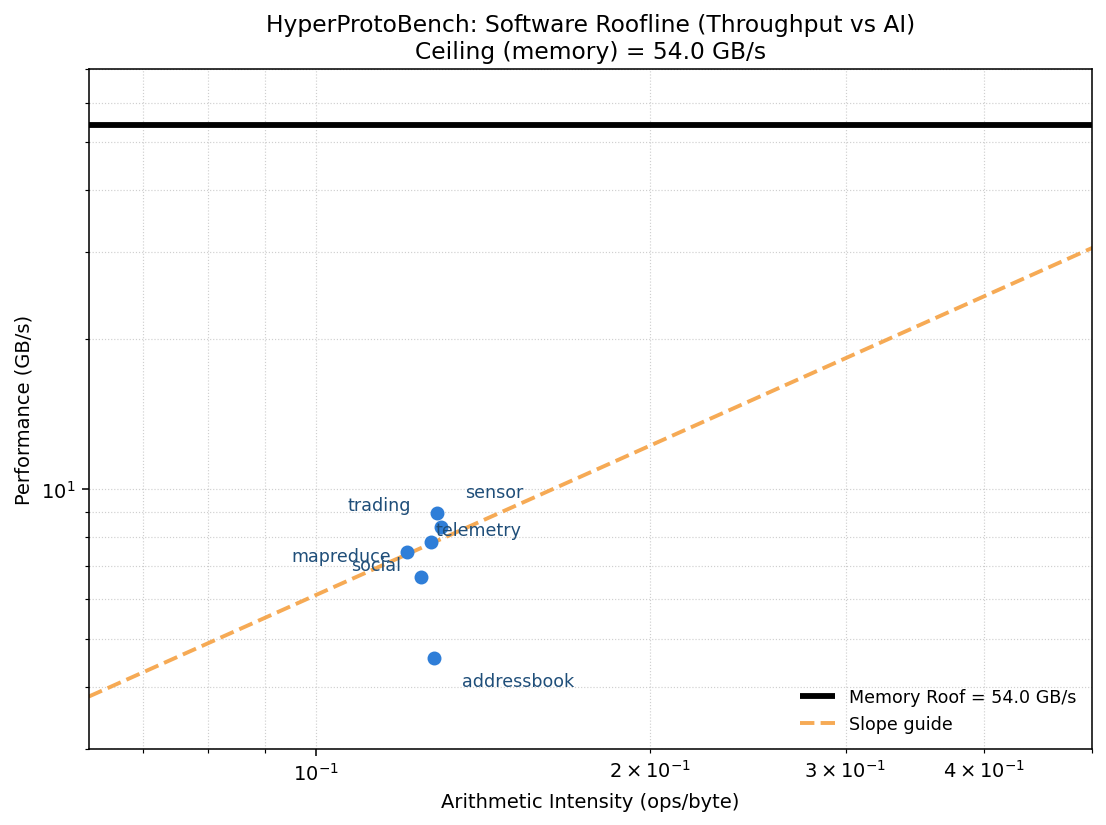 HyperProtoBench: Software Roofline (Throughput vs AI)
Ceiling (memory) = 54.0 GB/s
Performance (GB/s)
10¹
sensor
trading
telemetry
mapreduce
social
addressbook
Memory Roof = 54.0 GB/s
Slope guide
10⁻¹
2 × 10⁻¹
3 × 10⁻¹
4 × 10⁻¹
Arithmetic Intensity (ops/byte)